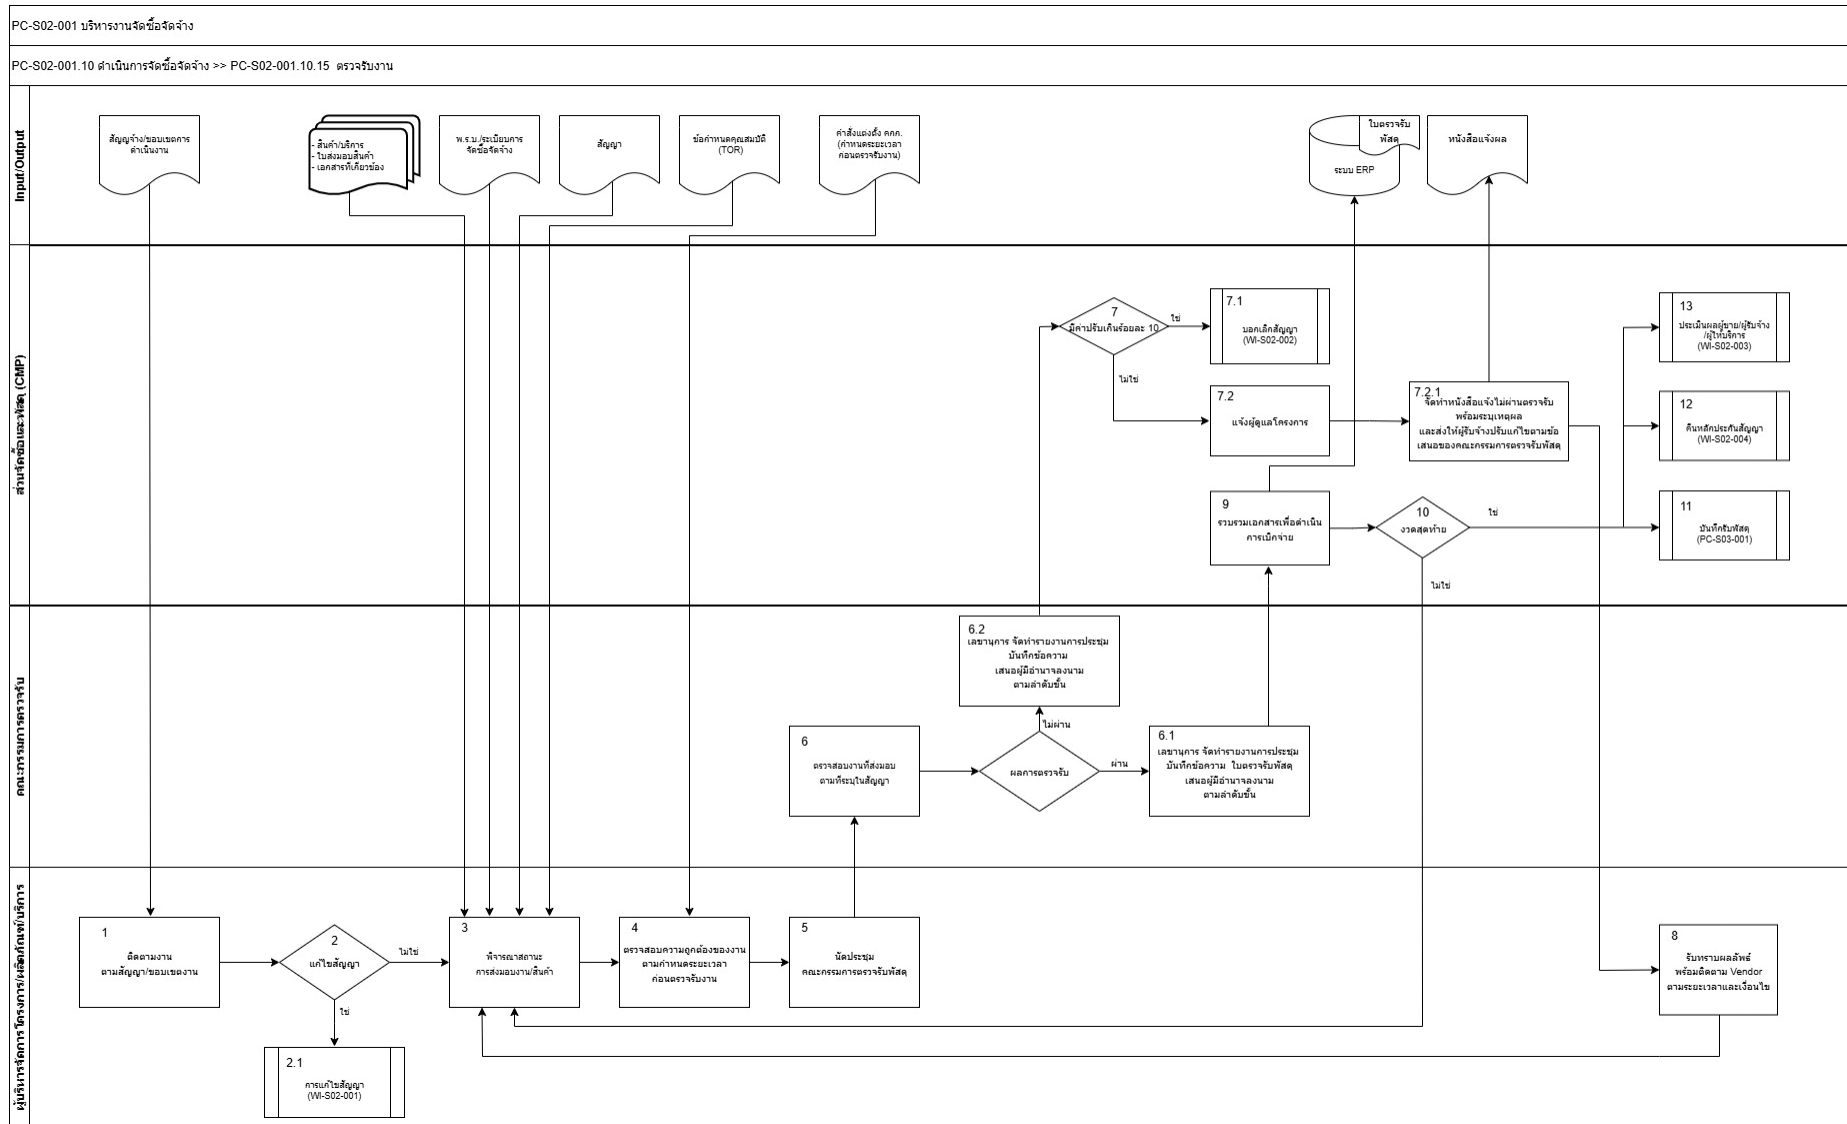 PC-S02-001 บริหารงานจัดซื้อจัดจ้าง
PC-S02-001.10 ดำเนินการจัดซื้อจัดจ้าง >> PC-S02-001.10.15 ตรวจรับงาน
Input/Output
สัญญจ้าง/ขอบเขตการ
ดำเนินงาน
- สินค้า/บริการ
- ใบส่งมอบสินค้า
- เอกสารที่เกี่ยวข้อง
พ.ร.บ./ระเบียบการ
จัดซื้อจัดจ้าง
สัญญา
ข้อกำหนดคุณสมบัติ
(TOR)
คำสั่งแต่งตั้ง คกก.
(กำหนดระยะเวลา
ก่อนตรวจรับงาน)
ใบตรวจรับ
พัสดุ
ระบบ ERP
หนังสือแจ้งผล
ส่วนจัดซื้อและพัสดุ (CMP)
7
มีค่าปรับเกินร้อยละ 10
ใช่
ไม่ใช่
7.1
บอกเลิกสัญญา
(WI-S02-002)
7.2
แจ้งผู้ดูแลโครงการ
7.2.1
จัดทำหนังสือแจ้งไม่ผ่านตรวจรับ
พร้อมระบุเหตุผล
และส่งให้ผู้รับจ้างปรับแก้ไขตามข้อ
เสนอของคณะกรรมการตรวจรับพัสดุ
13
ประเมินผลผู้ขาย/ผู้รับจ้าง
/ผู้ให้บริการ
(WI-S02-003)
12
คืนหลักประกันสัญญา
(WI-S02-004)
9
รวบรวมเอกสารเพื่อดำเนิน
การเบิกจ่าย
10
งวดสุดท้าย
ใช่
ไม่ใช่
11
บันทึกรับพัสดุ
(PC-S03-001)
คณะกรรมการตรวจรับ
6.2
เลขานุการ จัดทำรายงานการประชุม
บันทึกข้อความ
เสนอผู้มีอำนาจลงนาม
ตามลำดับขั้น
6
ตรวจสอบงานที่ส่งมอบ
ตามที่ระบุในสัญญา
ไม่ผ่าน
ผลการตรวจรับ
ผ่าน
6.1
เลขานุการ จัดทำรายงานการประชุม
บันทึกข้อความ ใบตรวจรับพัสดุ
เสนอผู้มีอำนาจลงนาม
ตามลำดับขั้น
ผู้บริหารจัดการโครงการ/ผลิตภัณฑ์/บริการ
1
ติดตามงาน
ตามสัญญา/ขอบเขตงาน
2
แก้ไขสัญญา
ไม่ใช่
ใช่
2.1
การแก้ไขสัญญา
(WI-S02-001)
3
พิจารณาสถานะ
การส่งมอบงาน/สินค้า
4
ตรวจสอบความถูกต้องของงาน
ตามกำหนดระยะเวลา
ก่อนตรวจรับงาน
5
นัดประชุม
คณะกรรมการตรวจรับพัสดุ
8
รับทราบผลลัพธ์
พร้อมติดตาม Vendor
ตามระยะเวลาและเงื่อนไข